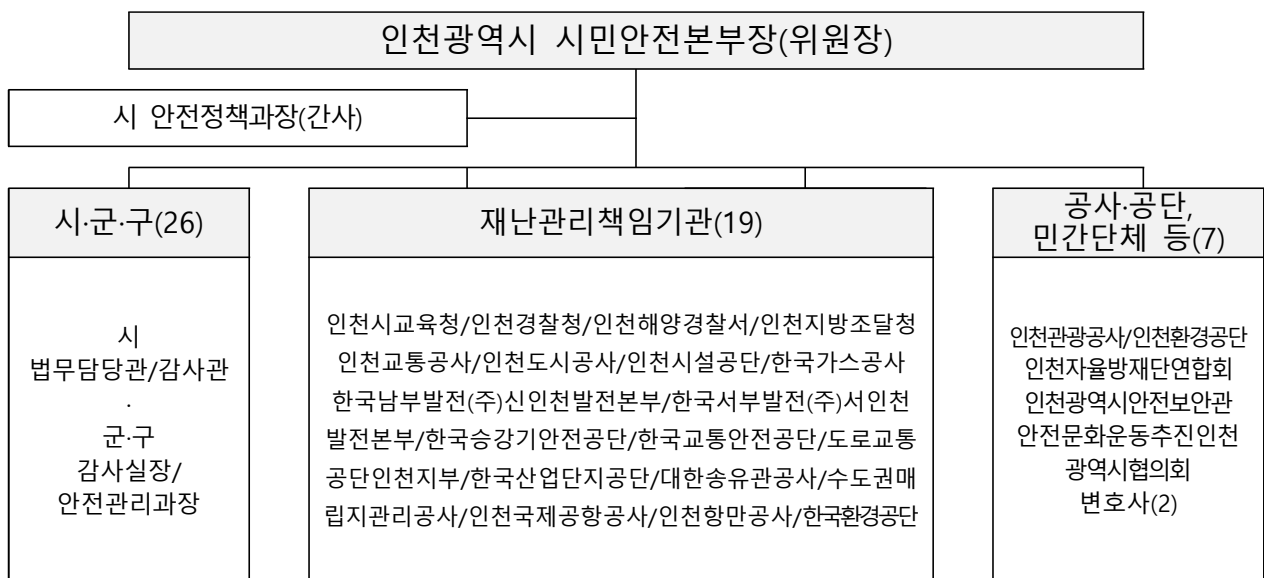 인천광역시 시민안전본부장(위원장)
시 안전정책과장(간사)
시·군·구(26)
시
법무담당관/감사관
·
군·구
감사실장/
안전관리과장
재난관리책임기관(19)
인천시교육청/인천경찰청/인천해양경찰서/인천지방조달청
인천교통공사/인천도시공사/인천시설공단/한국가스공사
한국남부발전(주)신인천발전본부/한국서부발전(주)서인천
발전본부/한국승강기안전공단/한국교통안전공단/도로교통
공단인천지부/한국산업단지공단/대한송유관공사/수도권매
립지관리공사/인천국제공항공사/인천항만공사/한국환경공단
공사·공단,
민간단체 등(7)
인천관광공사/인천환경공단
인천자율방재단연합회
인천광역시안전보안관
안전문화운동추진인천
광역시협의회
변호사(2)